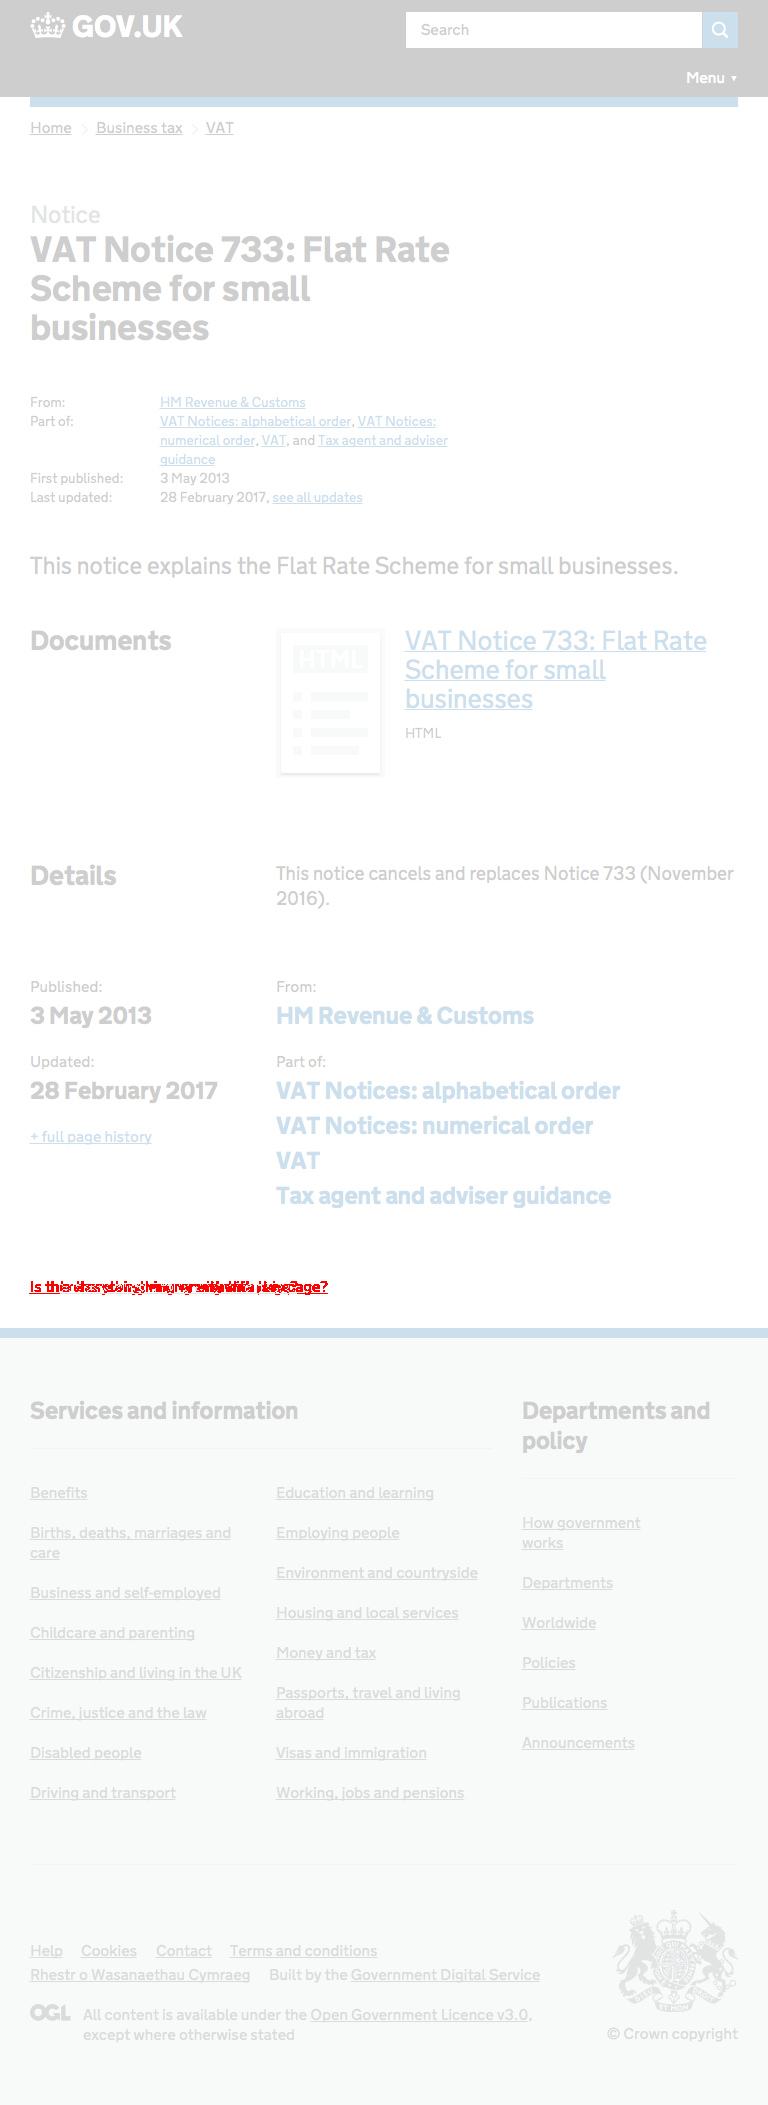 GOV.UK
Search
Menu ▼
Home Business tax VAT
Notice
VAT Notice 733: Flat Rate
Scheme for small
businesses
From: HM Revenue & Customs
Part of: VAT Notices: alphabetical order, VAT Notices:
numerical order, VAT, and Tax agent and adviser
guidance
First published: 3 May 2013
Last updated: 28 February 2017, see all updates
This notice explains the Flat Rate Scheme for small businesses.
Documents
HTML
VAT Notice 733: Flat Rate
Scheme for small
businesses
HTML
Details
This notice cancels and replaces Notice 733 (November
2016).
Published:
3 May 2013
Updated:
28 February 2017
+ full page history
From:
HM Revenue & Customs
Part of:
VAT Notices: alphabetical order
VAT Notices: numerical order
VAT
Tax agent and adviser guidance
Services and information
Benefits
Births, deaths, marriages and
care
Business and self-employed
Childcare and parenting
Citizenship and living in the UK
Crime, justice and the law
Disabled people
Driving and transport
Education and learning
Employing people
Environment and countryside
Housing and local services
Money and tax
Passports, travel and living
abroad
Visas and immigration
Working, jobs and pensions
Departments and
policy
How government
works
Departments
Worldwide
Policies
Publications
Announcements
Help Cookies Contact Terms and conditions
Rhestr o Wasanaethau Cymraeg Built by the Government Digital Service
OGL All content is available under the Open Government Licence v3.0,
except where otherwise stated
© Crown copyright